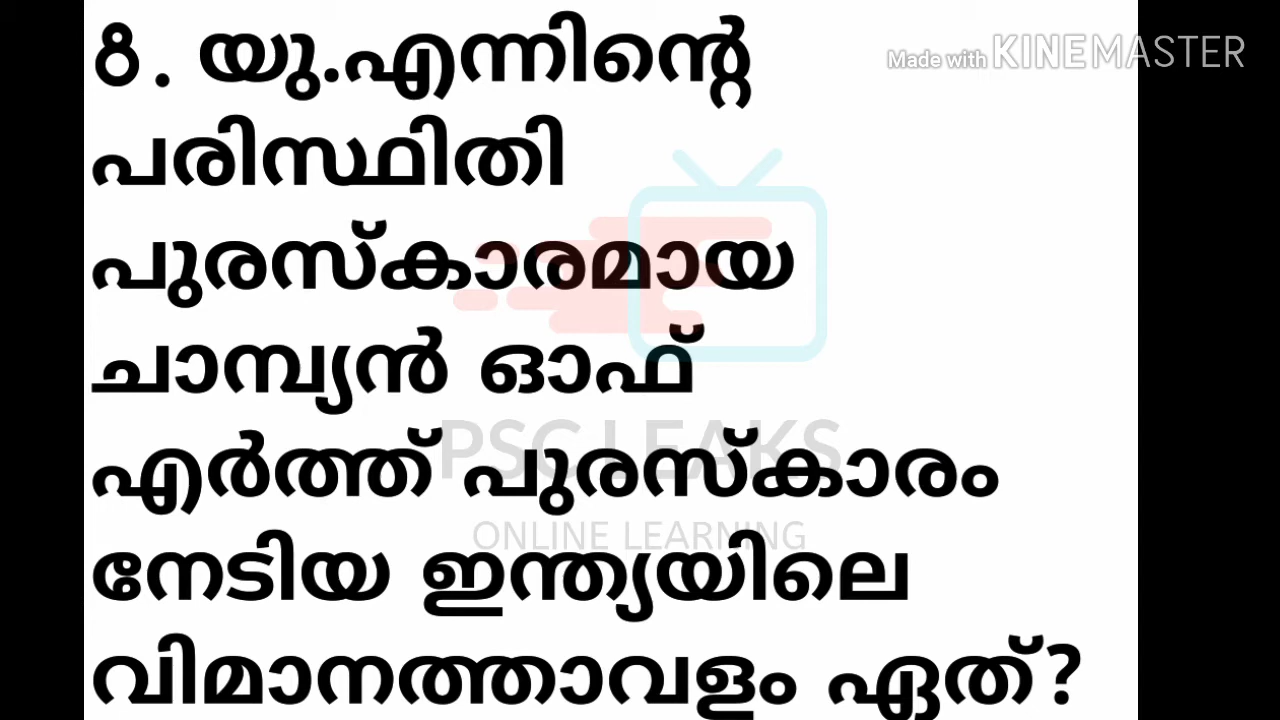 8. യു.എന്നിന്റെ
Made with KINEMASTER
പരിസ്ഥിതി
പുരസ്കാരമായ
ചാമ്പ്യൻ ഓഫ്
എർത്ത് പുരസ്കാരം
PSC LEAKS
ONLINE LEARNING
നേടിയ ഇന്ത്യയിലെ
വിമാനത്താവളം ഏത്?